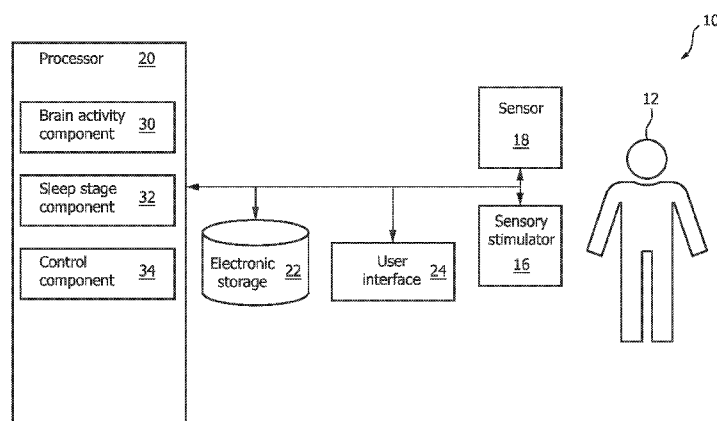 10
Processor 20
12
Brain activity
component 30
Sensor
18
Sleep stage
component 32
Sensory
stimulator
16
Control
component 34
Electronic
storage 22
User
interface 24